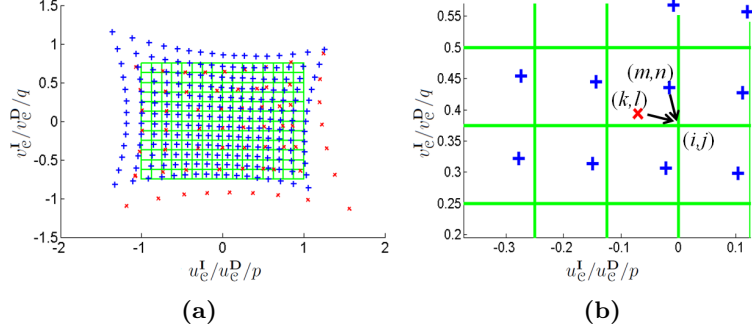 1.5
1
0.5
0
-0.5
-1
-1.5
-2
-1
0
1
2
v_e^I/v_e^D/q
u_e^I/u_e^D/p
(a)
0.55
0.5
0.45
0.4
0.35
0.3
0.25
0.2
-0.3
-0.2
-0.1
0
0.1
v_e^I/v_e^D/q
u_e^I/u_e^D/p
(m,n)
(k,l)
(i,j)
(b)